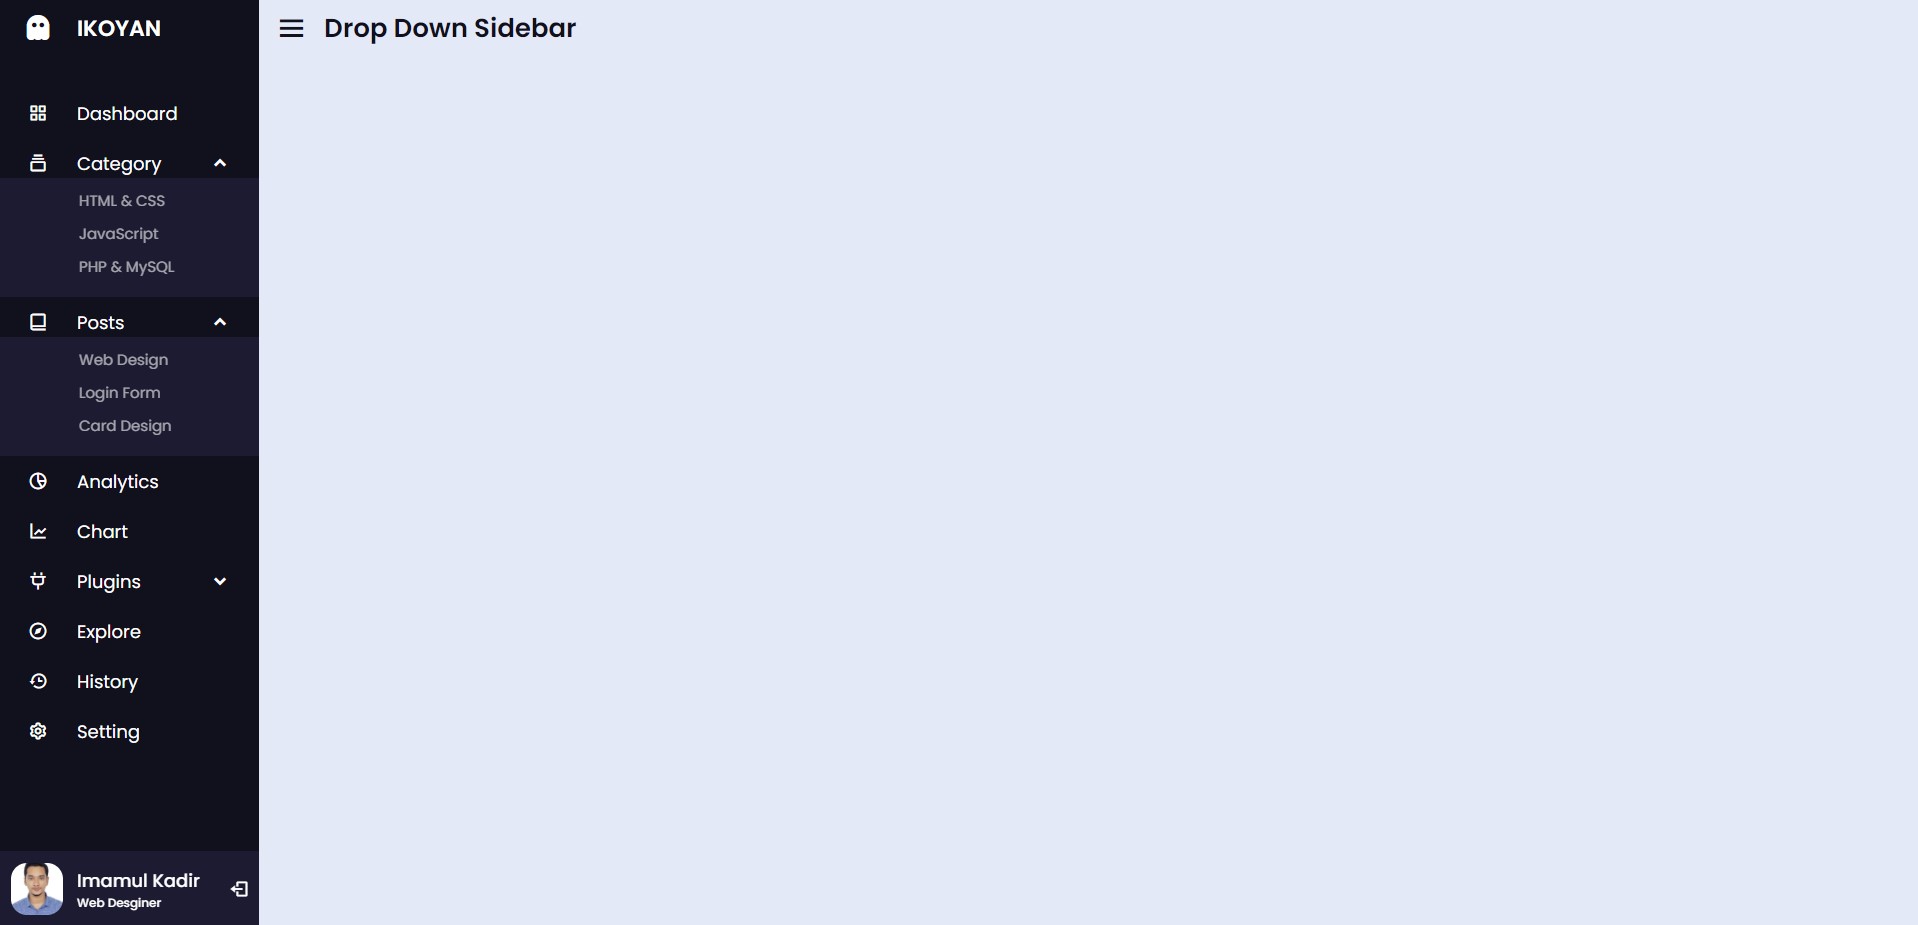 IKOYAN
Drop Down Sidebar
Dashboard
Category
HTML & CSS
JavaScript
PHP & MySQL
Posts
Web Design
Login Form
Card Design
Analytics
Chart
Plugins
Explore
History
Setting
Imamul Kadir
Web Desginer